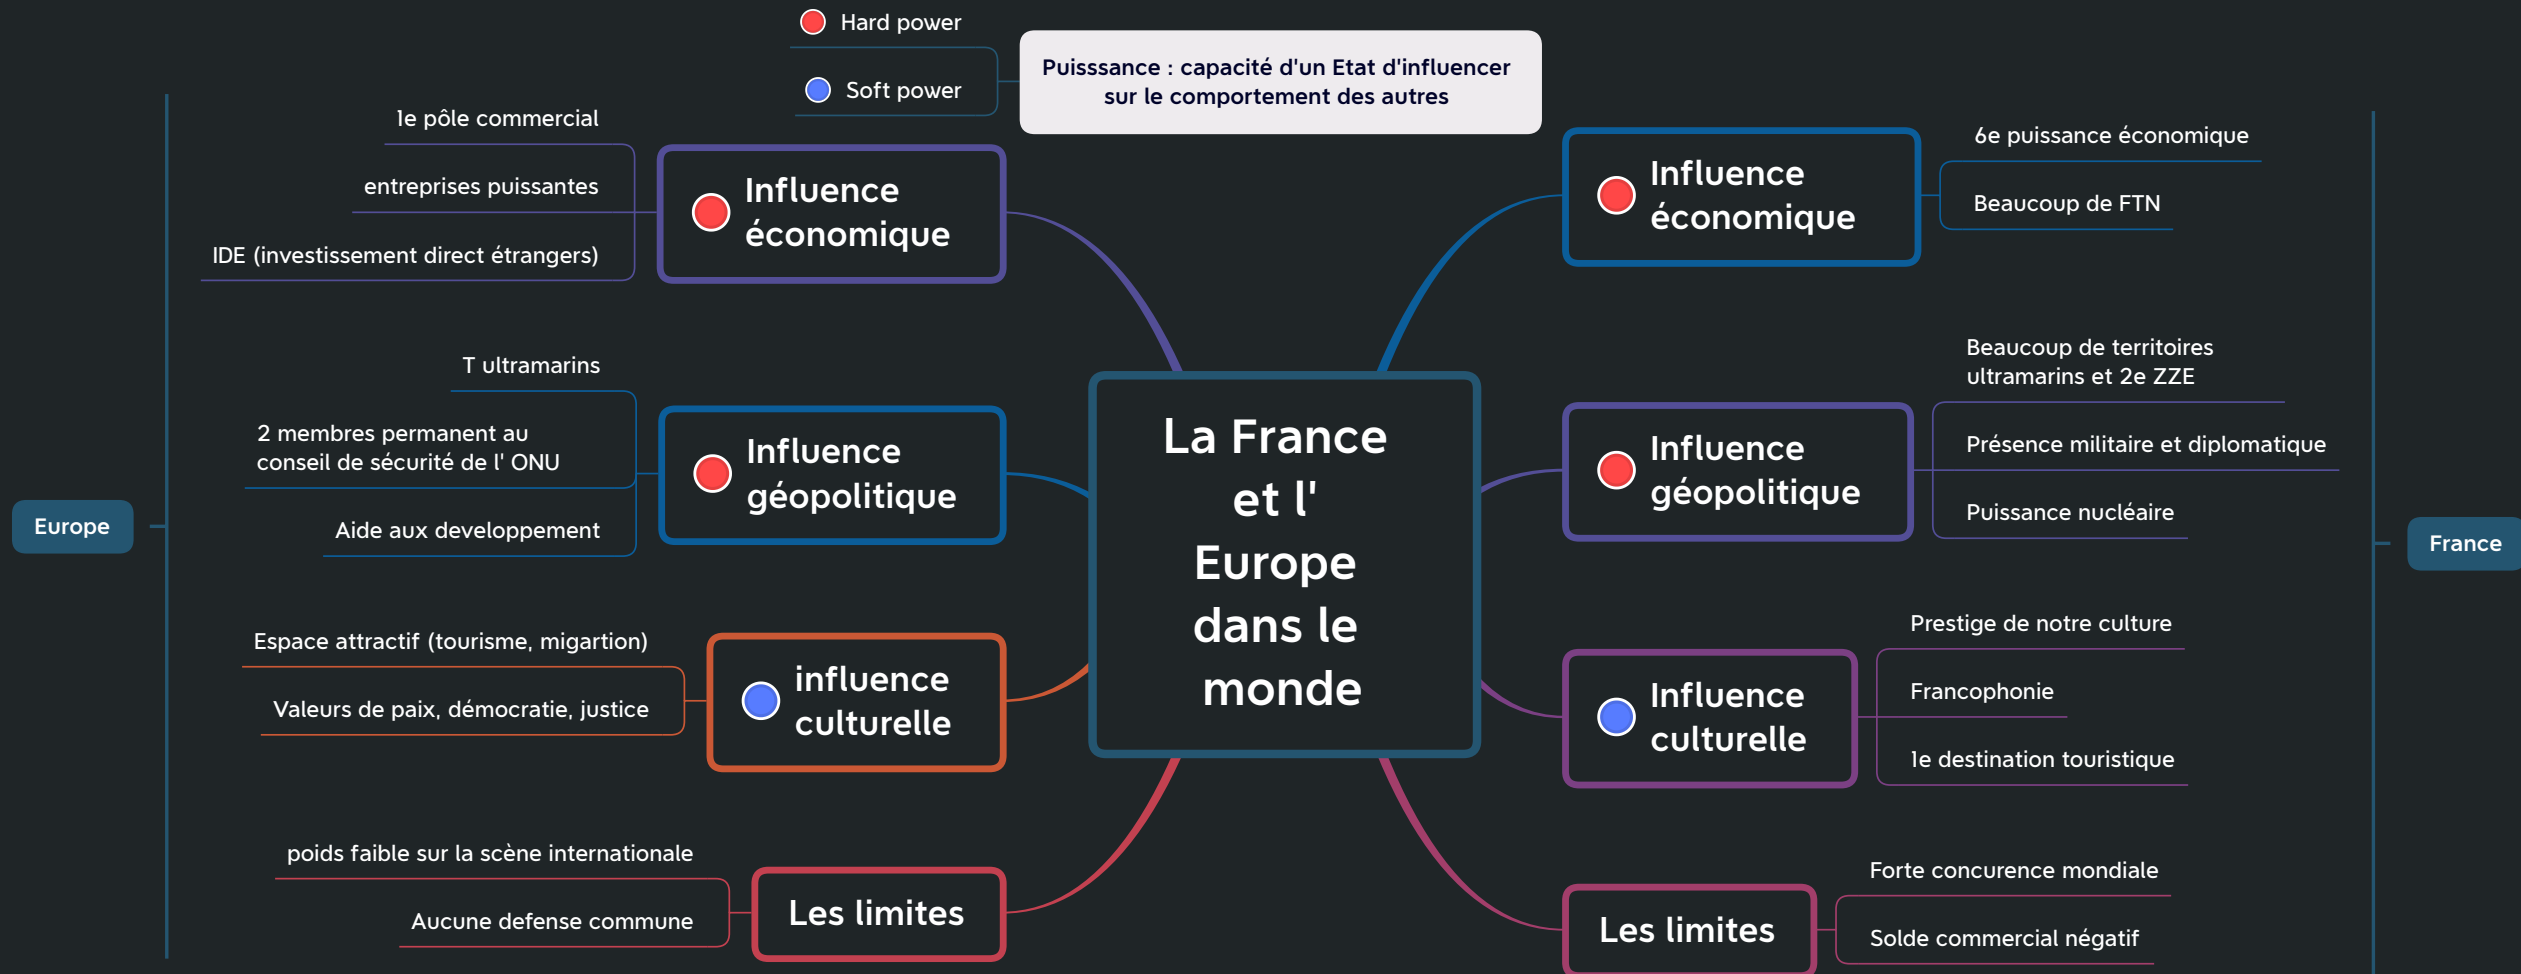 Hard power
Soft power
Puisssance : capacité d'un Etat d'influencer
sur le comportement des autres
Europe
Influence
économique
1e pôle commercial
entreprises puissantes
IDE (investissement direct étrangers)
Influence
géopolitique
T ultramarins
2 membres permanent au
conseil de sécurité de l' ONU
Aide aux developpement
influence
culturelle
Espace attractif (tourisme, migartion)
Valeurs de paix, démocratie, justice
Les limites
poids faible sur la scène internationale
Aucune defense commune
La France
et l'
Europe
dans le
monde
Influence
économique
6e puissance économique
Beaucoup de FTN
Influence
géopolitique
Beaucoup de territoires
ultramarins et 2e ZZE
Présence militaire et diplomatique
Puissance nucléaire
Influence
culturelle
Prestige de notre culture
Francophonie
1e destination touristique
Les limites
Forte concurence mondiale
Solde commercial négatif
France